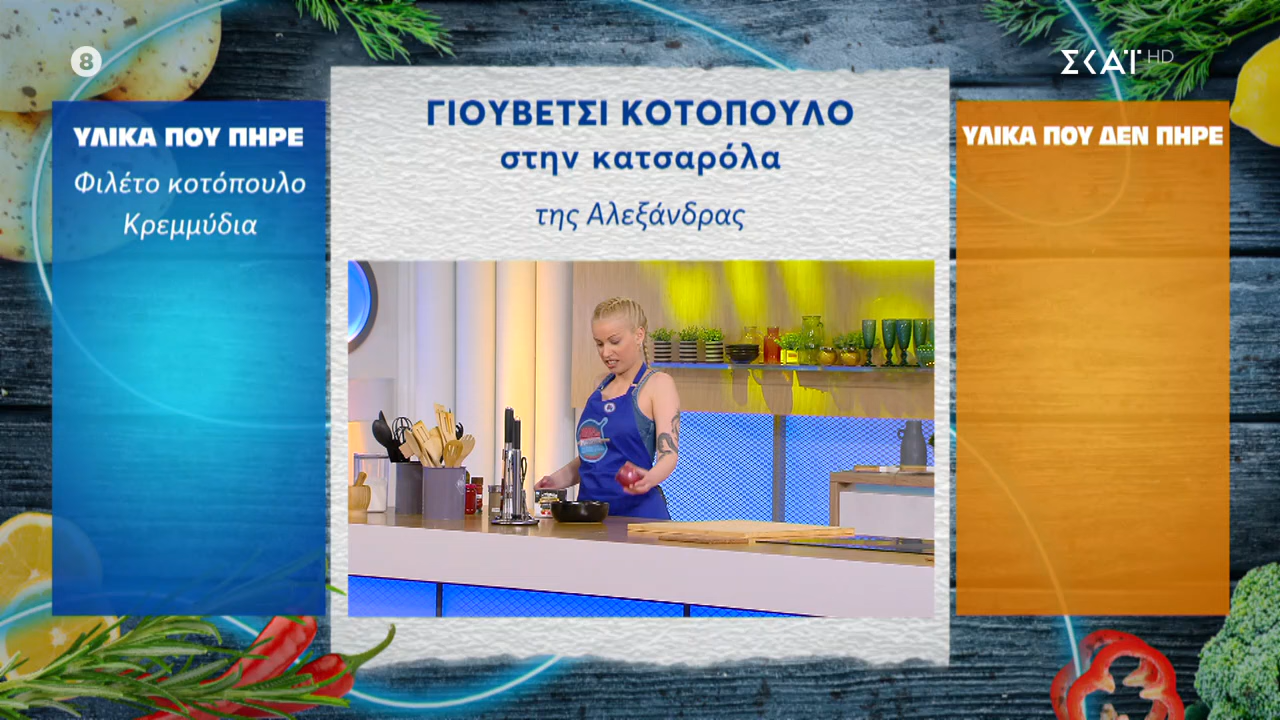 8
ΣΚΑΪ HD
ΥΛΙΚΑ ΠΟΥ ΠΗΡΕ
Φιλέτο κοτόπουλο
Κρεμμύδια
ΓΙΟΥΒΕΤΣΙ ΚΟΤΟΠΟΥΛΟ
στην κατσαρόλα
της Αλεξάνδρας
ΥΛΙΚΑ ΠΟΥ ΔΕΝ ΠΗΡΕ